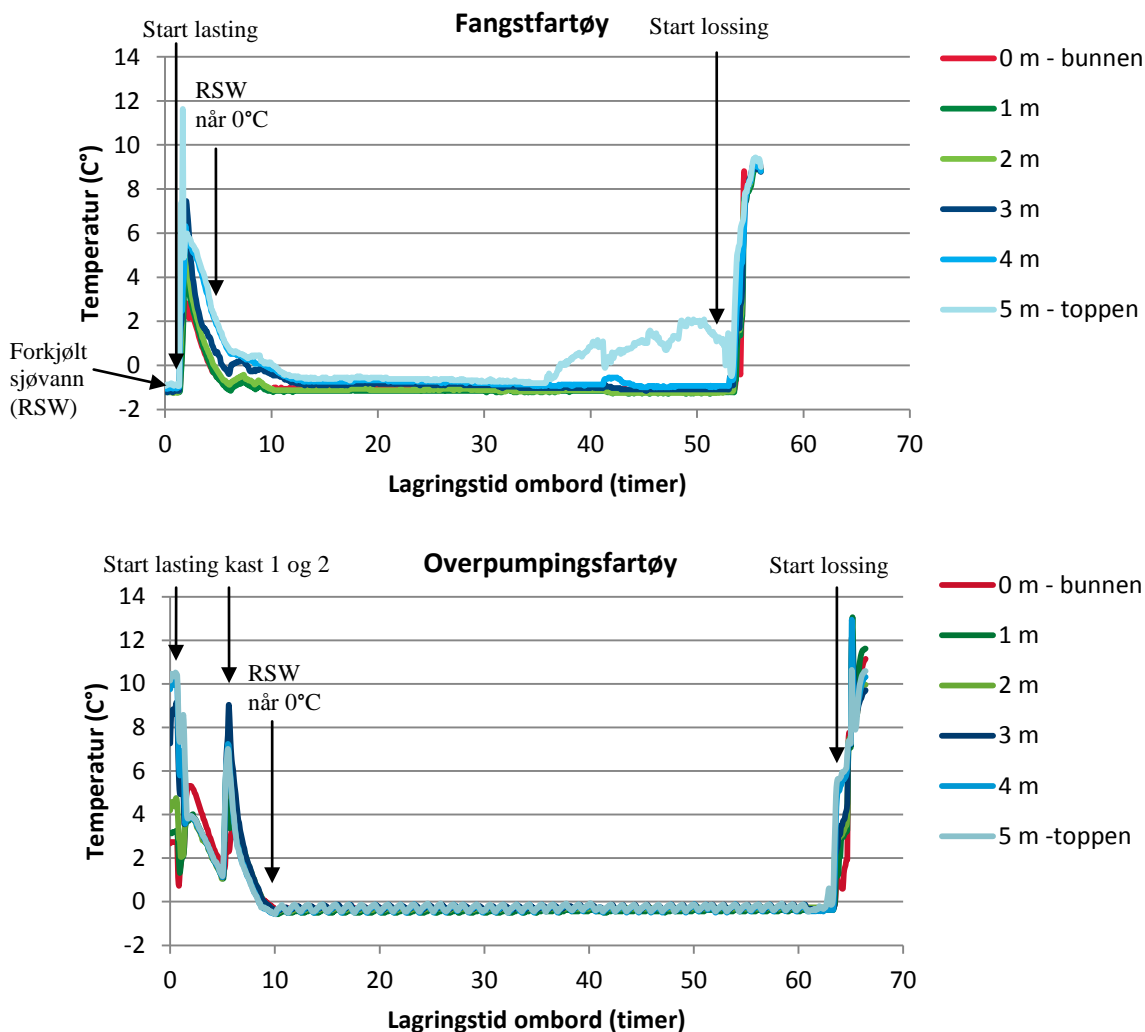 Start lasting
Fangstfartøy
Start lossing
14
12
10
8
6
4
2
0
-2
Temperatur (C°)
RSW
når 0°C
Forkjølt
sjøvann
(RSW)
0 10 20 30 40 50 60 70
Lagringstid ombord (timer)
0 m - bunnen
1 m
2 m
3 m
4 m
5 m - toppen
Start lasting kast 1 og 2
Overpumpingsfartøy
Start lossing
14
12
10
8
6
4
2
0
-2
Temperatur (C°)
RSW
når 0°C
0 10 20 30 40 50 60 70
Lagringstid ombord (timer)
0 m - bunnen
1 m
2 m
3 m
4 m
5 m -toppen